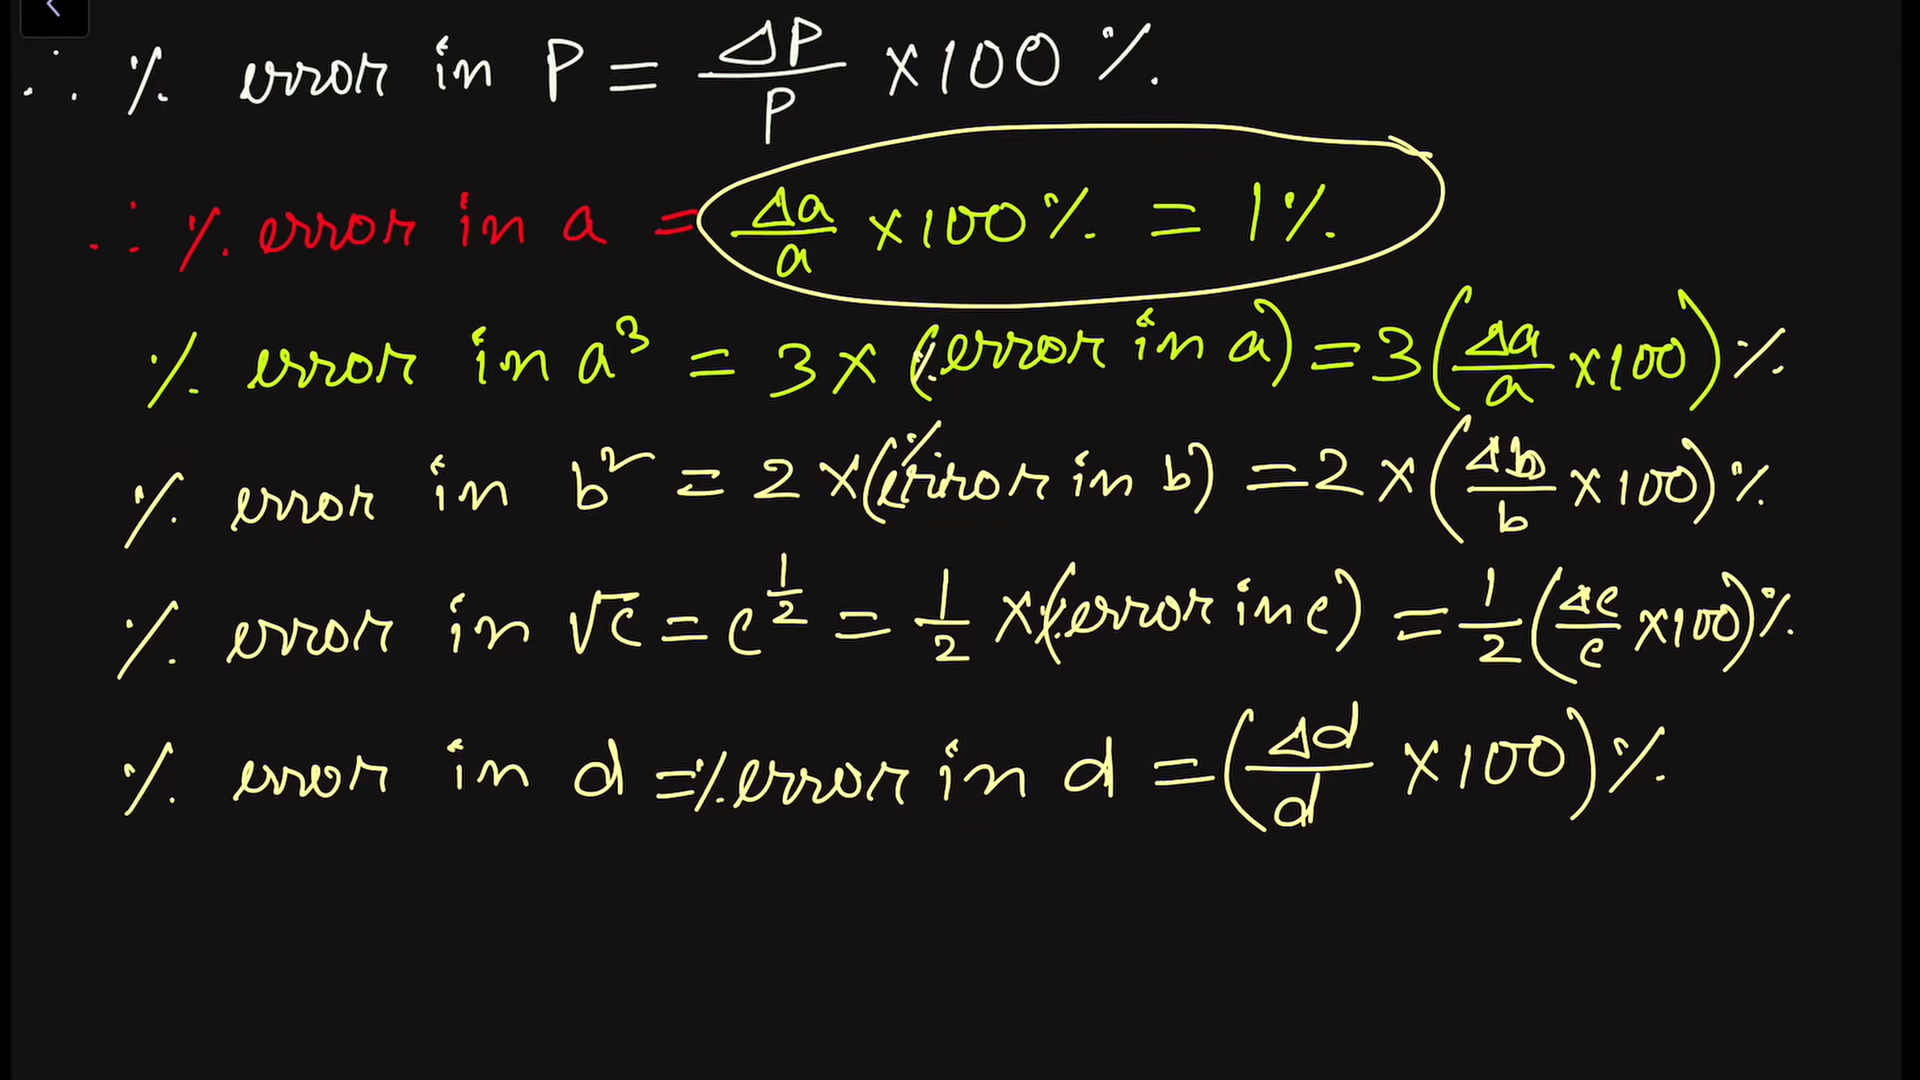 ∴ % error in P = ΔP/P ×100 %
∴ % error in a = Δa/a ×100% = 1%
% error in a³ = 3 × (% error in a) = 3(Δa/a ×100)%
% error in b² = 2 ×(% error in b) = 2 × (Δb/b ×100)%
% error in √c = c^1/2 = 1/2 ×(% error in c) = 1/2 (Δc/c ×100)%
% error in d = % error in d = (Δd/d ×100)%